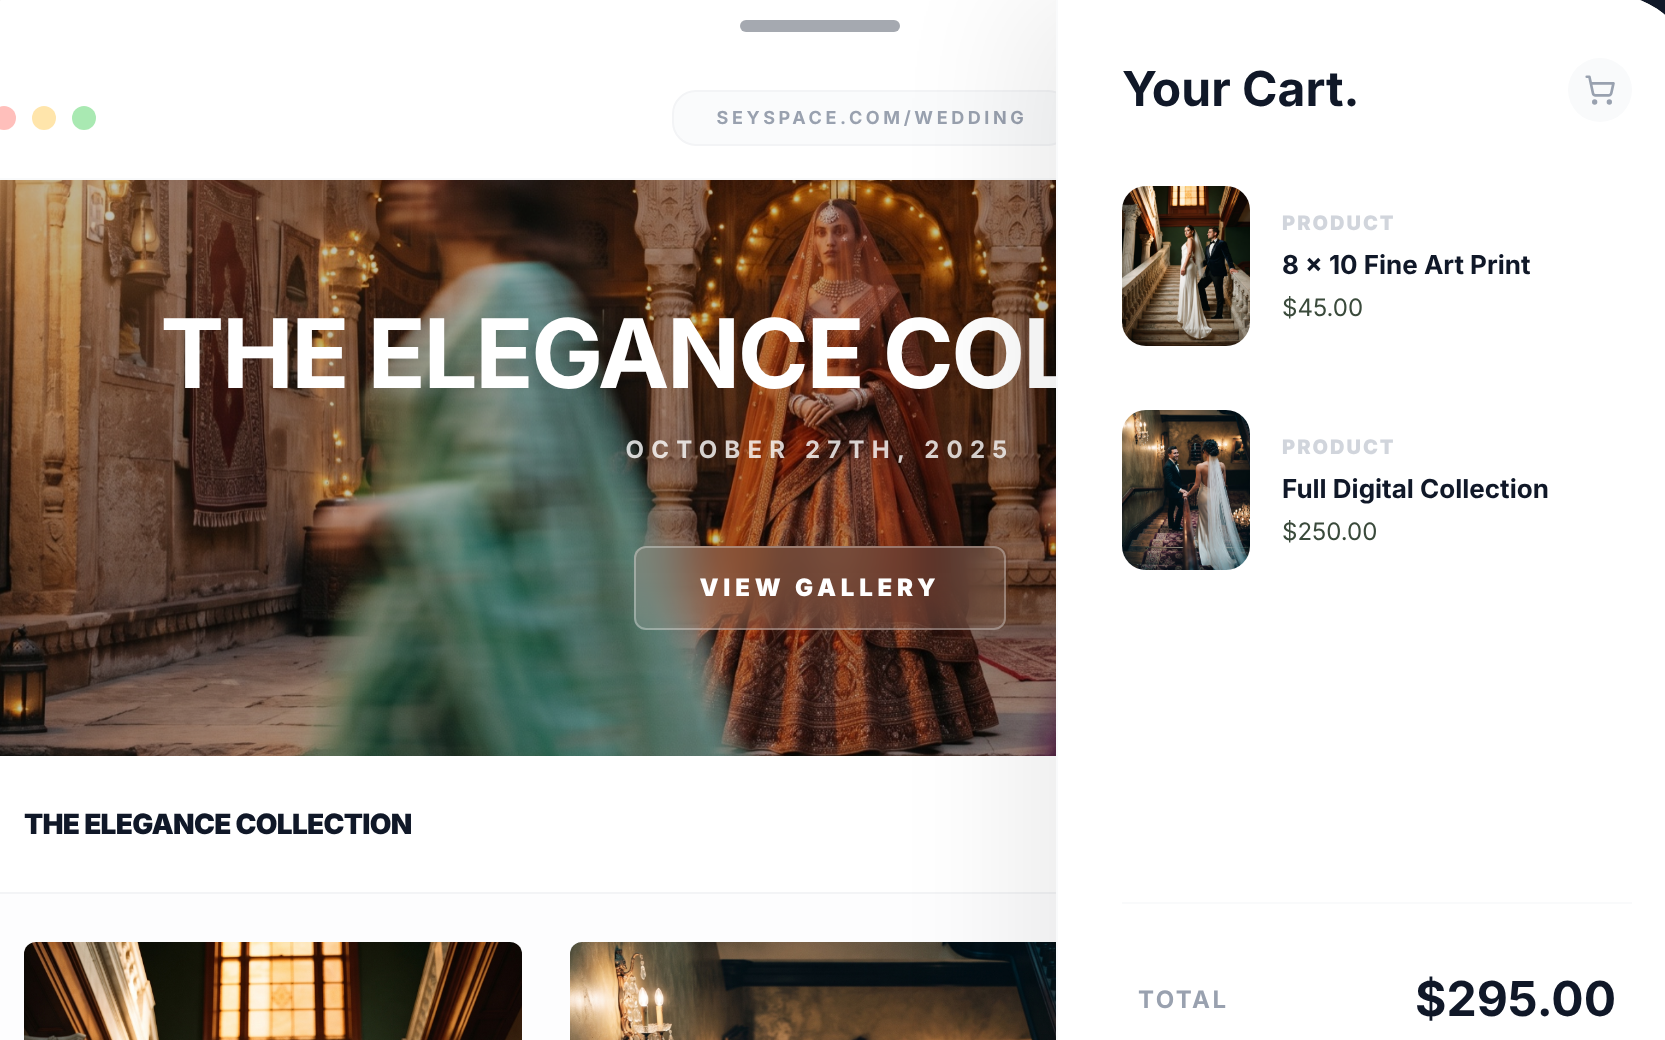 SEYSPACE.COM/WEDDING
THE ELEGANCE COL
OCTOBER 27TH, 2025
VIEW GALLERY
THE ELEGANCE COLLECTION
Your Cart.
PRODUCT
8 × 10 Fine Art Print
$45.00
PRODUCT
Full Digital Collection
$250.00
TOTAL
$295.00